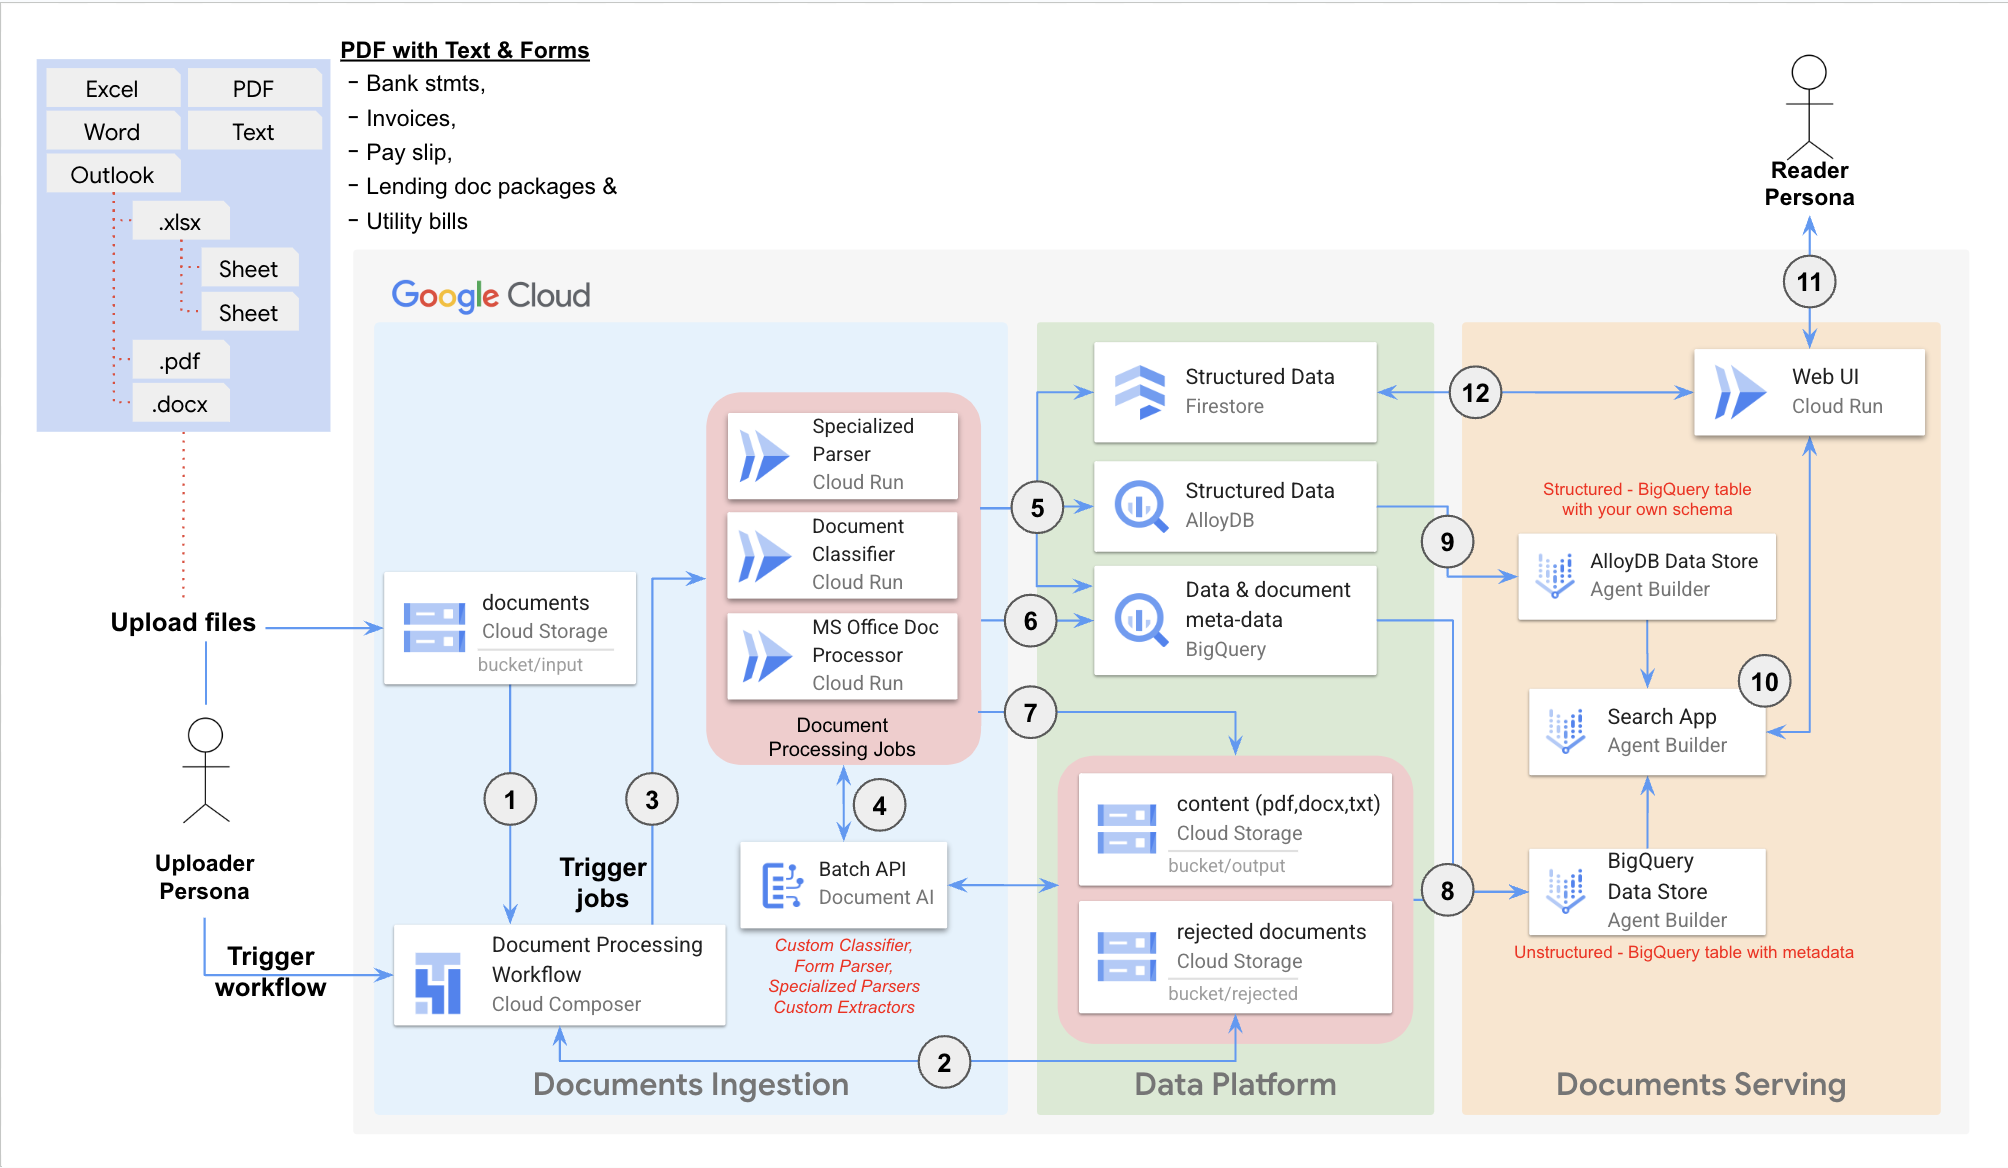 PDF with Text & Forms
- Bank stmts,
- Invoices,
- Pay slip,
- Lending doc packages &
- Utility bills
Excel
PDF
Word
Text
Outlook
.xlsx
Sheet
Sheet
.pdf
.docx
Upload files
Uploader
Persona
Trigger
workflow
Reader
Persona
Google Cloud
documents
Cloud Storage
bucket/input
1
Document Processing
Workflow
Cloud Composer
2
Trigger
jobs
3
Specialized
Parser
Cloud Run
Document
Classifier
Cloud Run
MS Office Doc
Processor
Cloud Run
Document
Processing Jobs
4
Batch API
Document AI
Custom Classifier,
Form Parser,
Specialized Parsers
Custom Extractors
Documents Ingestion
5
6
7
Structured Data
Firestore
Structured Data
AlloyDB
Data & document
meta-data
BigQuery
content (pdf,docx,txt)
Cloud Storage
bucket/output
rejected documents
Cloud Storage
bucket/rejected
Data Platform
8
9
10
11
12
Web UI
Cloud Run
Structured - BigQuery table
with your own schema
AlloyDB Data Store
Agent Builder
Search App
Agent Builder
BigQuery
Data Store
Agent Builder
Unstructured - BigQuery table with metadata
Documents Serving